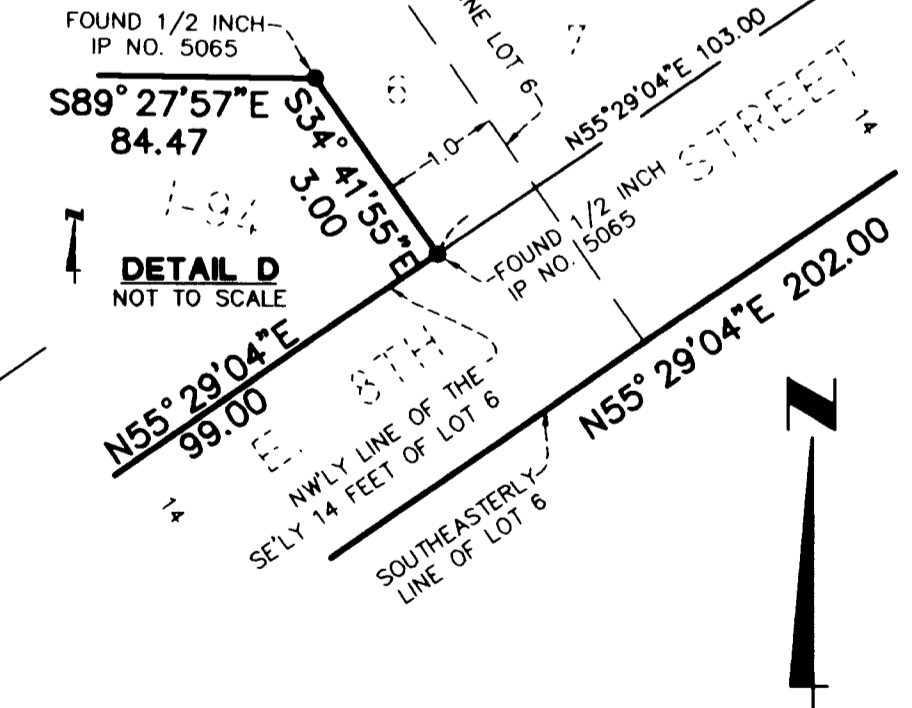 FOUND 1/2 INCH
IP NO. 5065
S89° 27'57"E
84.47
S34° 41'55"E
3.00
6
7
NE LOT 6
1.0
N55°29'04"E 103.00
STREET
14
1-94
N
DETAIL D
NOT TO SCALE
FOUND 1/2 INCH
IP NO. 5065
N55° 29'04"E
99.00
E. 8TH
14
NW'LY LINE OF THE
SE'LY 14 FEET OF LOT 6
SOUTHEASTERLY
LINE OF LOT 6
N55° 29'04"E 202.00
N